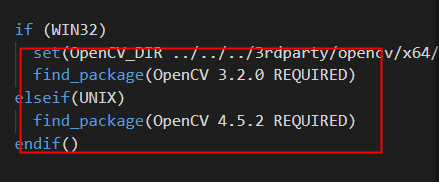 if (WIN32)
set(OpenCV_DIR ../../../3rdparty/opencv/x64/
find_package(OpenCV 3.2.0 REQUIRED)
elseif(UNIX)
find_package(OpenCV 4.5.2 REQUIRED)
endif()